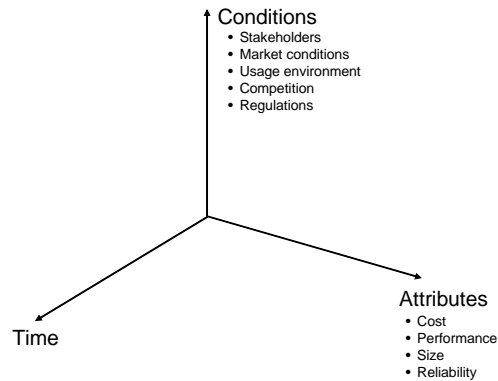 Conditions
• Stakeholders
• Market conditions
• Usage environment
• Competition
• Regulations
Time
Attributes
• Cost
• Performance
• Size
• Reliability